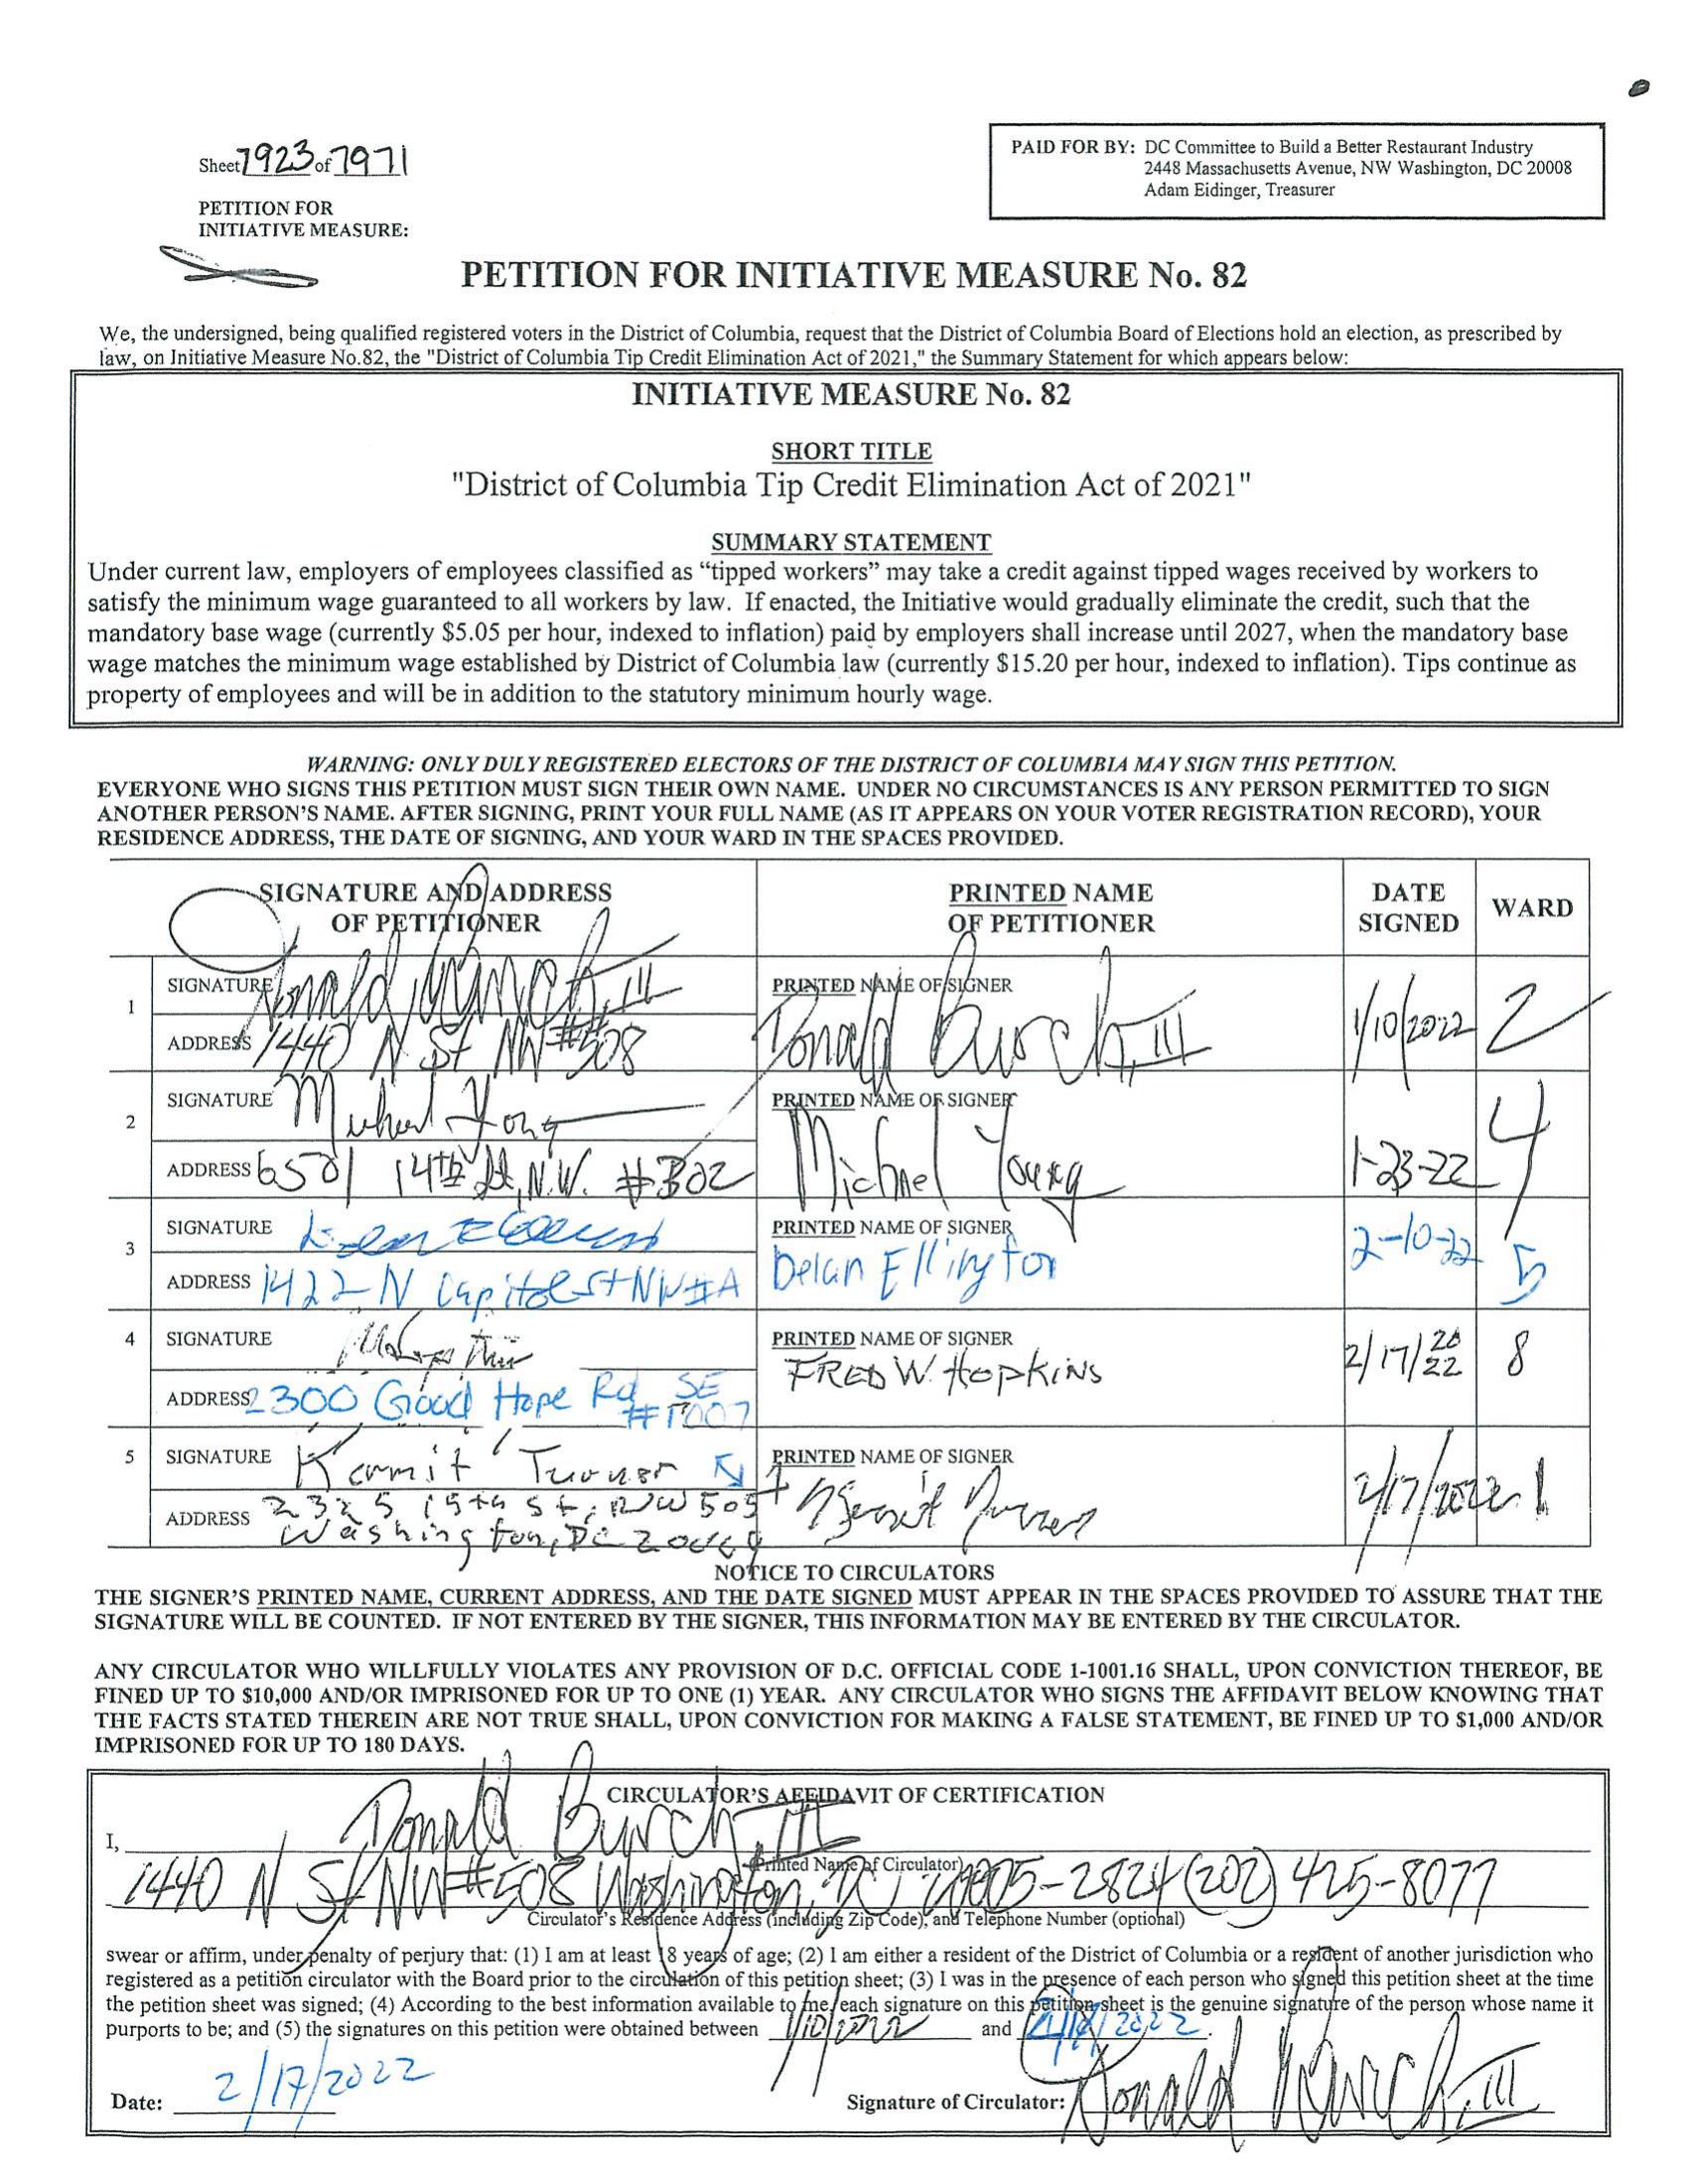 Sheet 7923 of 7971
PAID FOR BY: DC Committee to Build a Better Restaurant Industry
2448 Massachusetts Avenue, NW Washington, DC 20008
Adam Eidinger, Treasurer
PETITION FOR
INITIATIVE MEASURE:
PETITION FOR INITIATIVE MEASURE No. 82
We, the undersigned, being qualified registered voters in the District of Columbia, request that the District of Columbia Board of Elections hold an election, as prescribed by
law, on Initiative Measure No.82, the "District of Columbia Tip Credit Elimination Act of 2021," the Summary Statement for which appears below:
INITIATIVE MEASURE No. 82
SHORT TITLE
"District of Columbia Tip Credit Elimination Act of 2021"
SUMMARY STATEMENT
Under current law, employers of employees classified as “tipped workers” may take a credit against tipped wages received by workers to
satisfy the minimum wage guaranteed to all workers by law. If enacted, the Initiative would gradually eliminate the credit, such that the
mandatory base wage (currently $5.05 per hour, indexed to inflation) paid by employers shall increase until 2027, when the mandatory base
wage matches the minimum wage established by District of Columbia law (currently $15.20 per hour, indexed to inflation). Tips continue as
property of employees and will be in addition to the statutory minimum hourly wage.
WARNING: ONLY DULY REGISTERED ELECTORS OF THE DISTRICT OF COLUMBIA MAY SIGN THIS PETITION.
EVERYONE WHO SIGNS THIS PETITION MUST SIGN THEIR OWN NAME. UNDER NO CIRCUMSTANCES IS ANY PERSON PERMITTED TO SIGN
ANOTHER PERSON'S NAME. AFTER SIGNING, PRINT YOUR FULL NAME (AS IT APPEARS ON YOUR VOTER REGISTRATION RECORD), YOUR
RESIDENCE ADDRESS, THE DATE OF SIGNING, AND YOUR WARD IN THE SPACES PROVIDED.
SIGNATURE AND ADDRESS
OF PETITIONER
PRINTED NAME
OF PETITIONER
DATE
SIGNED
WARD
1
SIGNATURE Ronald Burch, III
ADDRESS 1440 N St NW #508
PRINTED NAME OF SIGNER
Ronald Burch, III
1/10/2022
2
2
SIGNATURE Michael Young
ADDRESS 6501 14th St, N.W. #302
PRINTED NAME OF SIGNER
Michael Young
1-23-22
4
3
SIGNATURE
ADDRESS 1422 N Capitol St NW #A
PRINTED NAME OF SIGNER
Delan Ellington
2-10-22
5
4
SIGNATURE
ADDRESS 2300 Good Hope Rd SE
#1007
PRINTED NAME OF SIGNER
FRED W. HOPKINS
2/17/2022
8
5
SIGNATURE Kermit Turner
ADDRESS 2325 15th St, NW 505
Washington, DC
PRINTED NAME OF SIGNER
2/17/2022
1
NOTICE TO CIRCULATORS
THE SIGNER'S PRINTED NAME, CURRENT ADDRESS, AND THE DATE SIGNED MUST APPEAR IN THE SPACES PROVIDED TO ASSURE THAT THE
SIGNATURE WILL BE COUNTED. IF NOT ENTERED BY THE SIGNER, THIS INFORMATION MAY BE ENTERED BY THE CIRCULATOR.
ANY CIRCULATOR WHO WILLFULLY VIOLATES ANY PROVISION OF D.C. OFFICIAL CODE 1-1001.16 SHALL, UPON CONVICTION THEREOF, BE
FINED UP TO $10,000 AND/OR IMPRISONED FOR UP TO ONE (1) YEAR. ANY CIRCULATOR WHO SIGNS THE AFFIDAVIT BELOW KNOWING THAT
THE FACTS STATED THEREIN ARE NOT TRUE SHALL, UPON CONVICTION FOR MAKING A FALSE STATEMENT, BE FINED UP TO $1,000 AND/OR
IMPRISONED FOR UP TO 180 DAYS.
CIRCULATOR'S AFFIDAVIT OF CERTIFICATION
I, Ronald Burch, III
(Printed Name of Circulator)
1440 N St NW #508 Washington, DC 20005-2824 (202) 425-8077
Circulator's Residence Address (including Zip Code), and Telephone Number (optional)
swear or affirm, under penalty of perjury that: (1) I am at least 18 years of age; (2) I am either a resident of the District of Columbia or a resident of another jurisdiction who
registered as a petition circulator with the Board prior to the circulation of this petition sheet; (3) I was in the presence of each person who signed this petition sheet at the time
the petition sheet was signed; (4) According to the best information available to me, each signature on this petition sheet is the genuine signature of the person whose name it
purports to be; and (5) the signatures on this petition were obtained between 1/10/2022 and 2/17/2022.
Date: 2/17/2022
Signature of Circulator: Ronald Burch, III